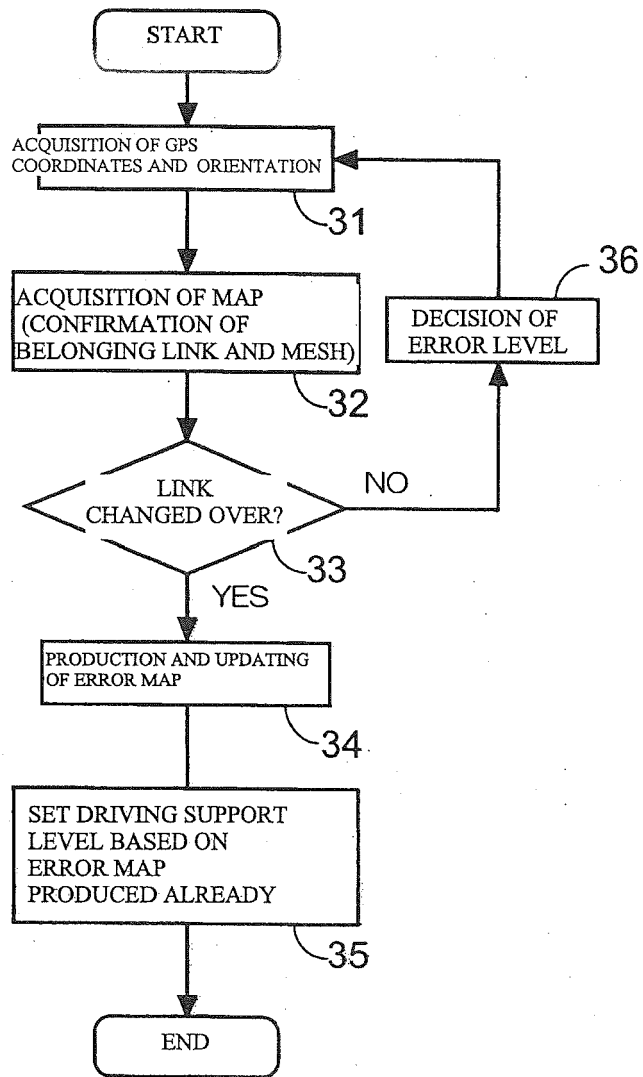 START
ACQUISITION OF GPS
COORDINATES AND ORIENTATION
31
ACQUISITION OF MAP
(CONFIRMATION OF
BELONGING LINK AND MESH)
32
36
DECISION OF
ERROR LEVEL
LINK
CHANGED OVER?
NO
33
YES
PRODUCTION AND UPDATING
OF ERROR MAP
34
SET DRIVING SUPPORT
LEVEL BASED ON
ERROR MAP
PRODUCED ALREADY
35
END